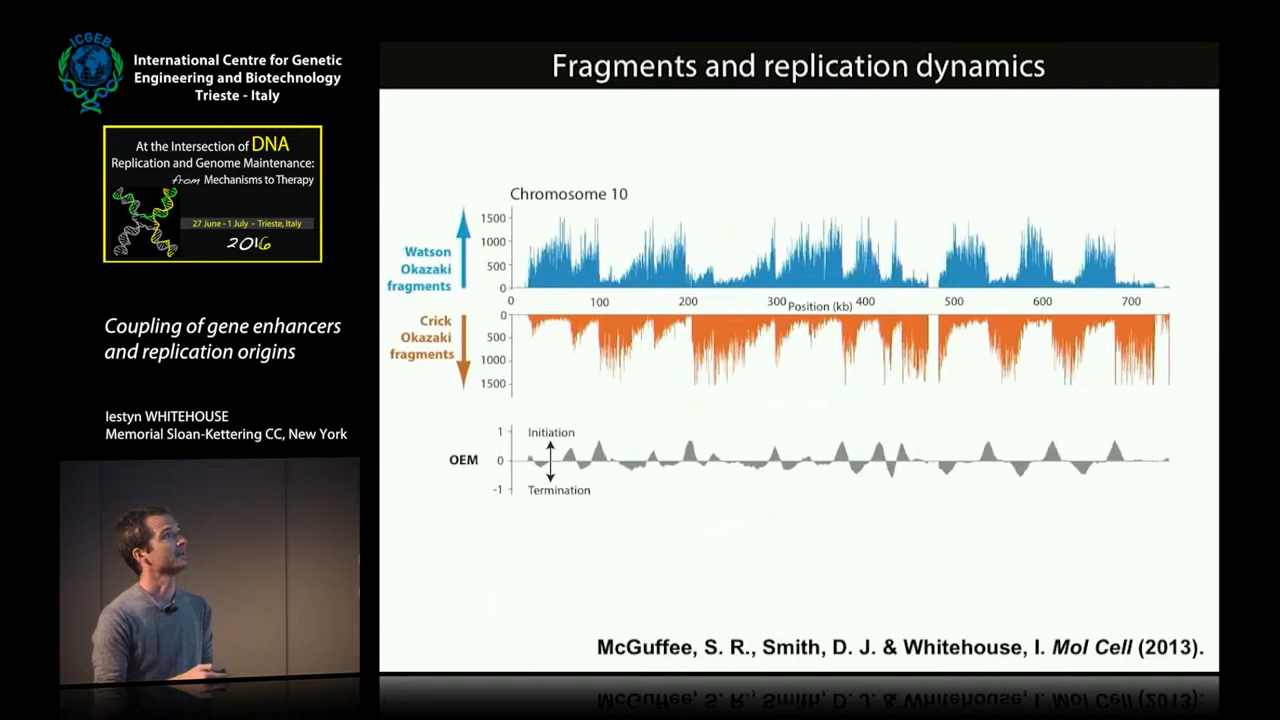 ICGEB
International Centre for Genetic
Engineering and Biotechnology
Trieste - Italy
At the Intersection of DNA
Replication and Genome Maintenance:
from Mechanisms to Therapy
27 June - 1 July - Trieste, Italy
2016
Coupling of gene enhancers
and replication origins
Iestyn WHITEHOUSE
Memorial Sloan-Kettering CC, New York
Fragments and replication dynamics
Chromosome 10
Watson
Okazaki
fragments
1500
1000
500
0
0 100 200 300 400 500 600 700
Position (kb)
Crick
Okazaki
fragments
0
500
1000
1500
OEM
1
0
-1
Initiation
Termination
McGuffee, S. R., Smith, D. J. & Whitehouse, I. Mol Cell (2013).